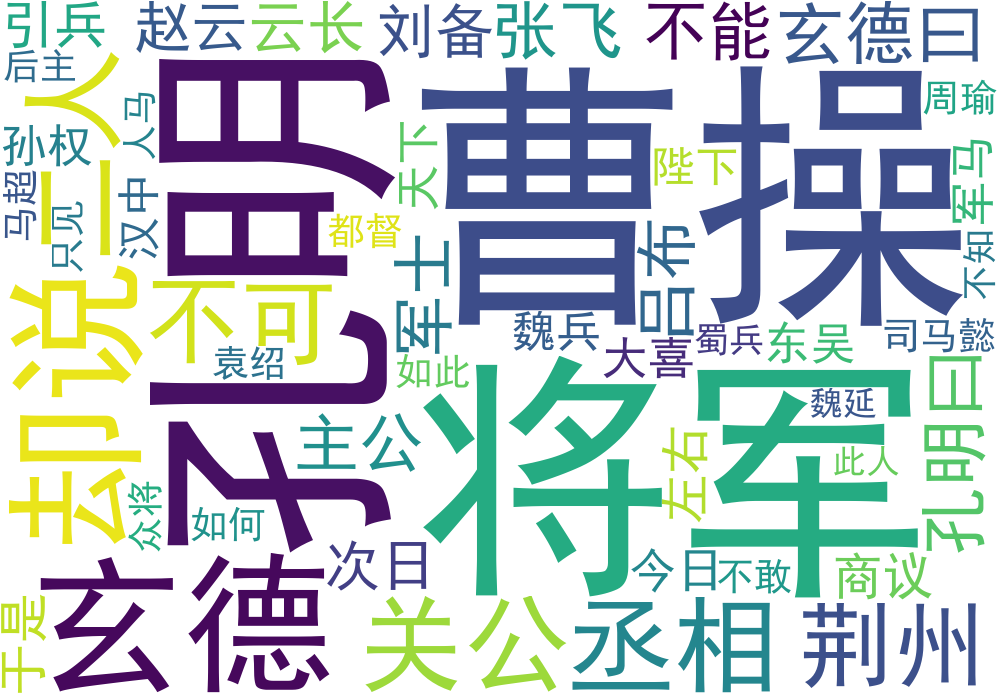 引兵
赵云
云长
刘备
张飞
不能
玄德曰
后主
二人
人马
孔明
曹操
周瑜
孙权
天下
陛下
军马
马超
只见
汉中
都督
军士
吕布
不知
却说
不可
袁绍
魏兵
大喜
蜀兵
东吴
司马懿
如此
将军
魏延
孔明曰
主公
左右
此人
众将
如何
玄德
次日
今日
不敢
商议
于是
关公
丞相
荆州